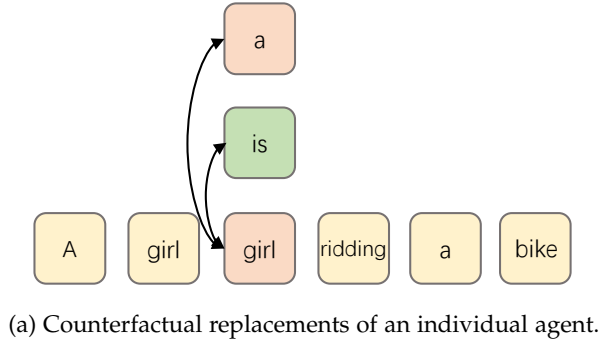 a
is
A girl girl ridding a bike
(a) Counterfactual replacements of an individual agent.